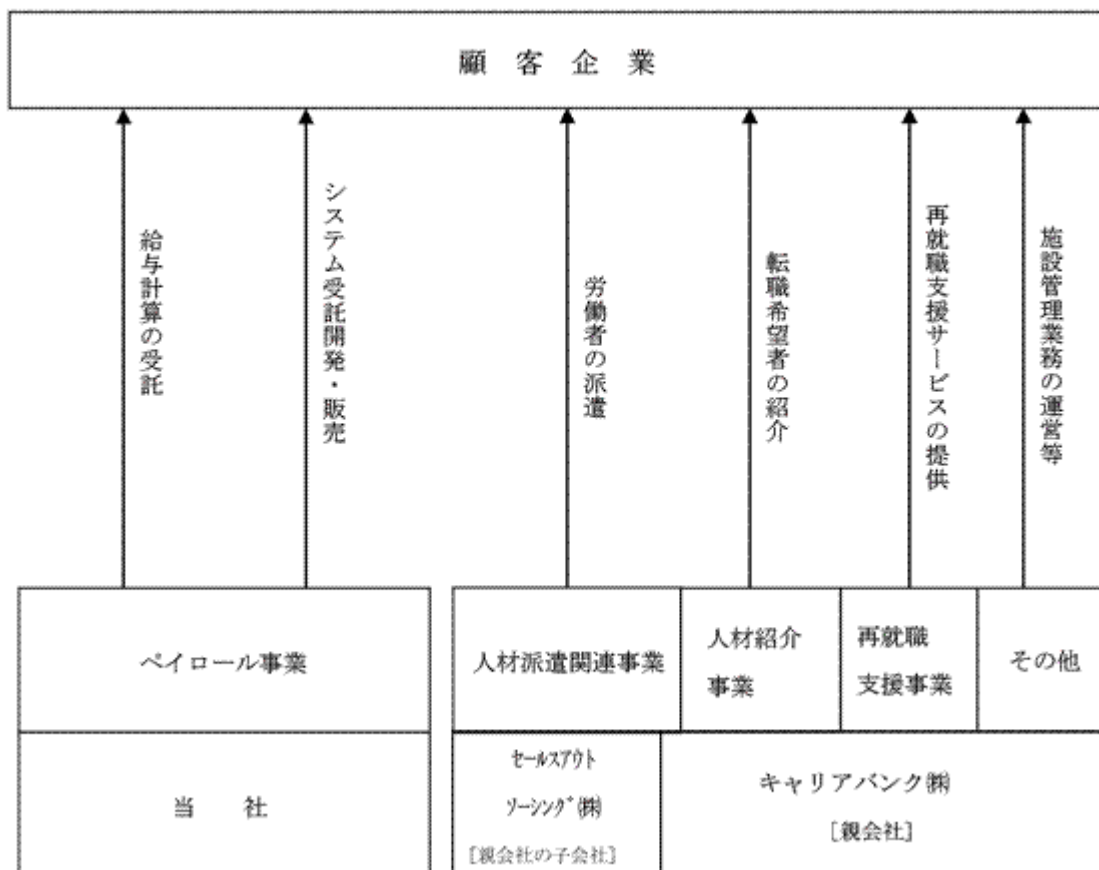 顧客企業
給与計算の受託
システム受託開発・販売
労働者の派遣
転職希望者の紹介
再就職支援サービスの提供
施設管理業務の運営等
ペイロール事業
人材派遣関連事業
人材紹介
事業
再就職
支援事業
その他
当社
セールスアウト
ソーシング㈱
[親会社の子会社]
キャリアバンク㈱
[親会社]